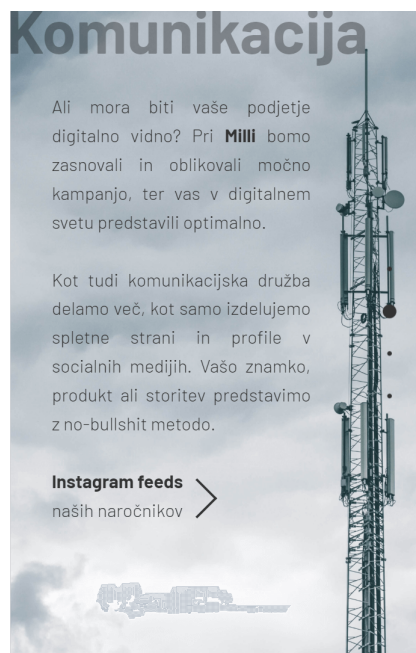 Komunikacija
Ali mora biti vaše podjetje
digitalno vidno? Pri Milli bomo
zasnovali in oblikovali močno
kampanjo, ter vas v digitalnem
svetu predstavili optimalno.
Kot tudi komunikacijska družba
delamo več, kot samo izdelujemo
spletne strani in profile v
socialnih medijih. Vašo znamko,
produkt ali storitev predstavimo
z no-bullshit metodo.
Instagram feeds
naših naročnikov